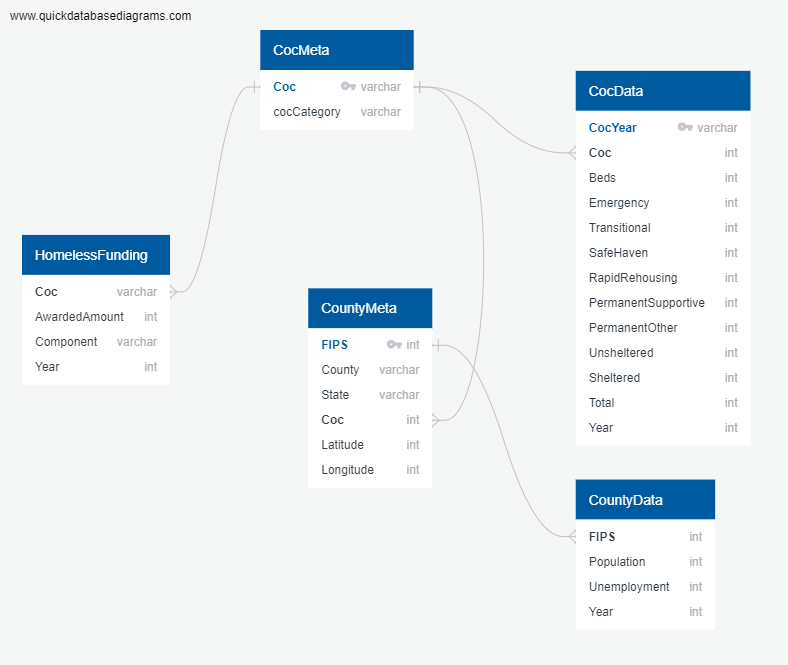 www.quickdatabasediagrams.com
CocMeta
Coc varchar
cocCategory varchar
CocData
CocYear varchar
Coc int
Beds int
Emergency int
Transitional int
SafeHaven int
RapidRehousing int
PermanentSupportive int
PermanentOther int
Unsheltered int
Sheltered int
Total int
Year int
HomelessFunding
Coc varchar
AwardedAmount int
Component varchar
Year int
CountyMeta
FIPS int
County varchar
State varchar
Coc int
Latitude int
Longitude int
CountyData
FIPS int
Population int
Unemployment int
Year int